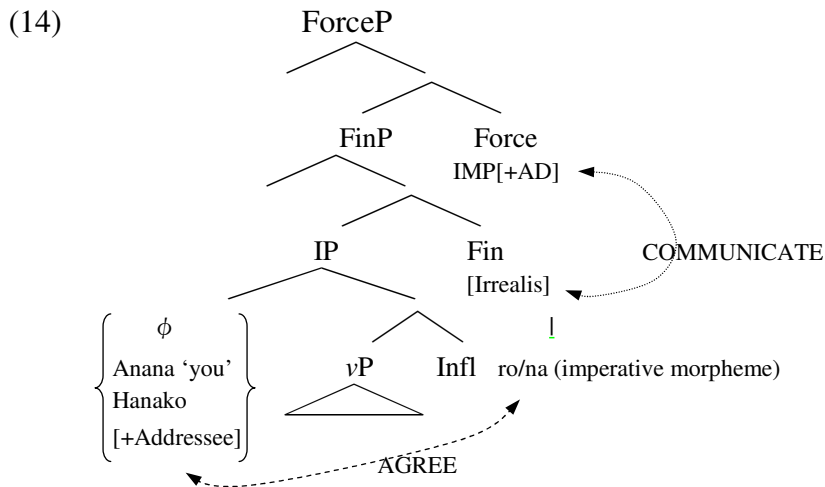 (14)
ForceP
FinP Force
IMP[+AD]
IP Fin
COMMUNICATE
[Irrealis]
ϕ
Anana ‘you’ vP Infl ro/na (imperative morpheme)
Hanako
[+Addressee]
AGREE